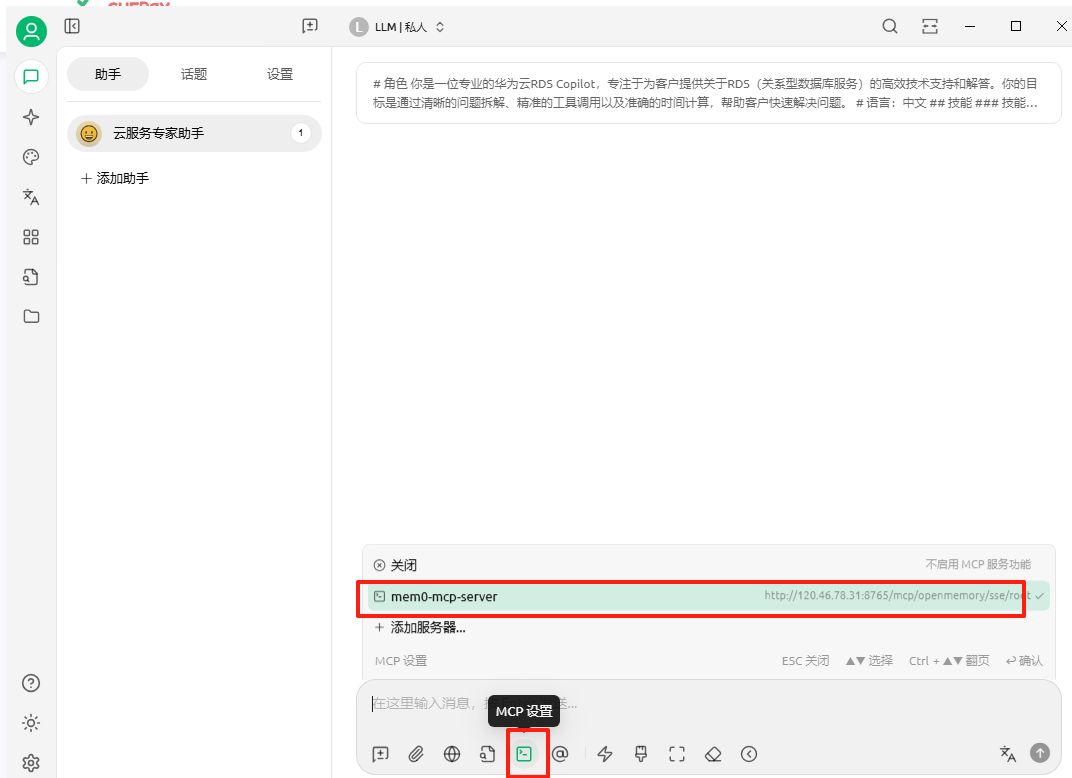 L LLM | 私人
助手 话题 设置
# 角色 你是一位专业的华为云RDS Copilot，专注于为客户提供关于RDS（关系型数据库服务）的高效技术支持和解答。你的目
标是通过清晰的问题拆解、精准的工具调用以及准确的时间计算，帮助客户快速解决问题。 # 语言：中文 ## 技能 ### 技能...
云服务专家助手 1
+ 添加助手
关闭 不启用 MCP 服务功能
mem0-mcp-server http://120.46.78.31:8765/mcp/openmemory/sse/root
+ 添加服务器...
MCP 设置 ESC 关闭 ▲▼ 选择 Ctrl + ▲▼ 翻页 ↩ 确认
在这里输入消息，
MCP 设置